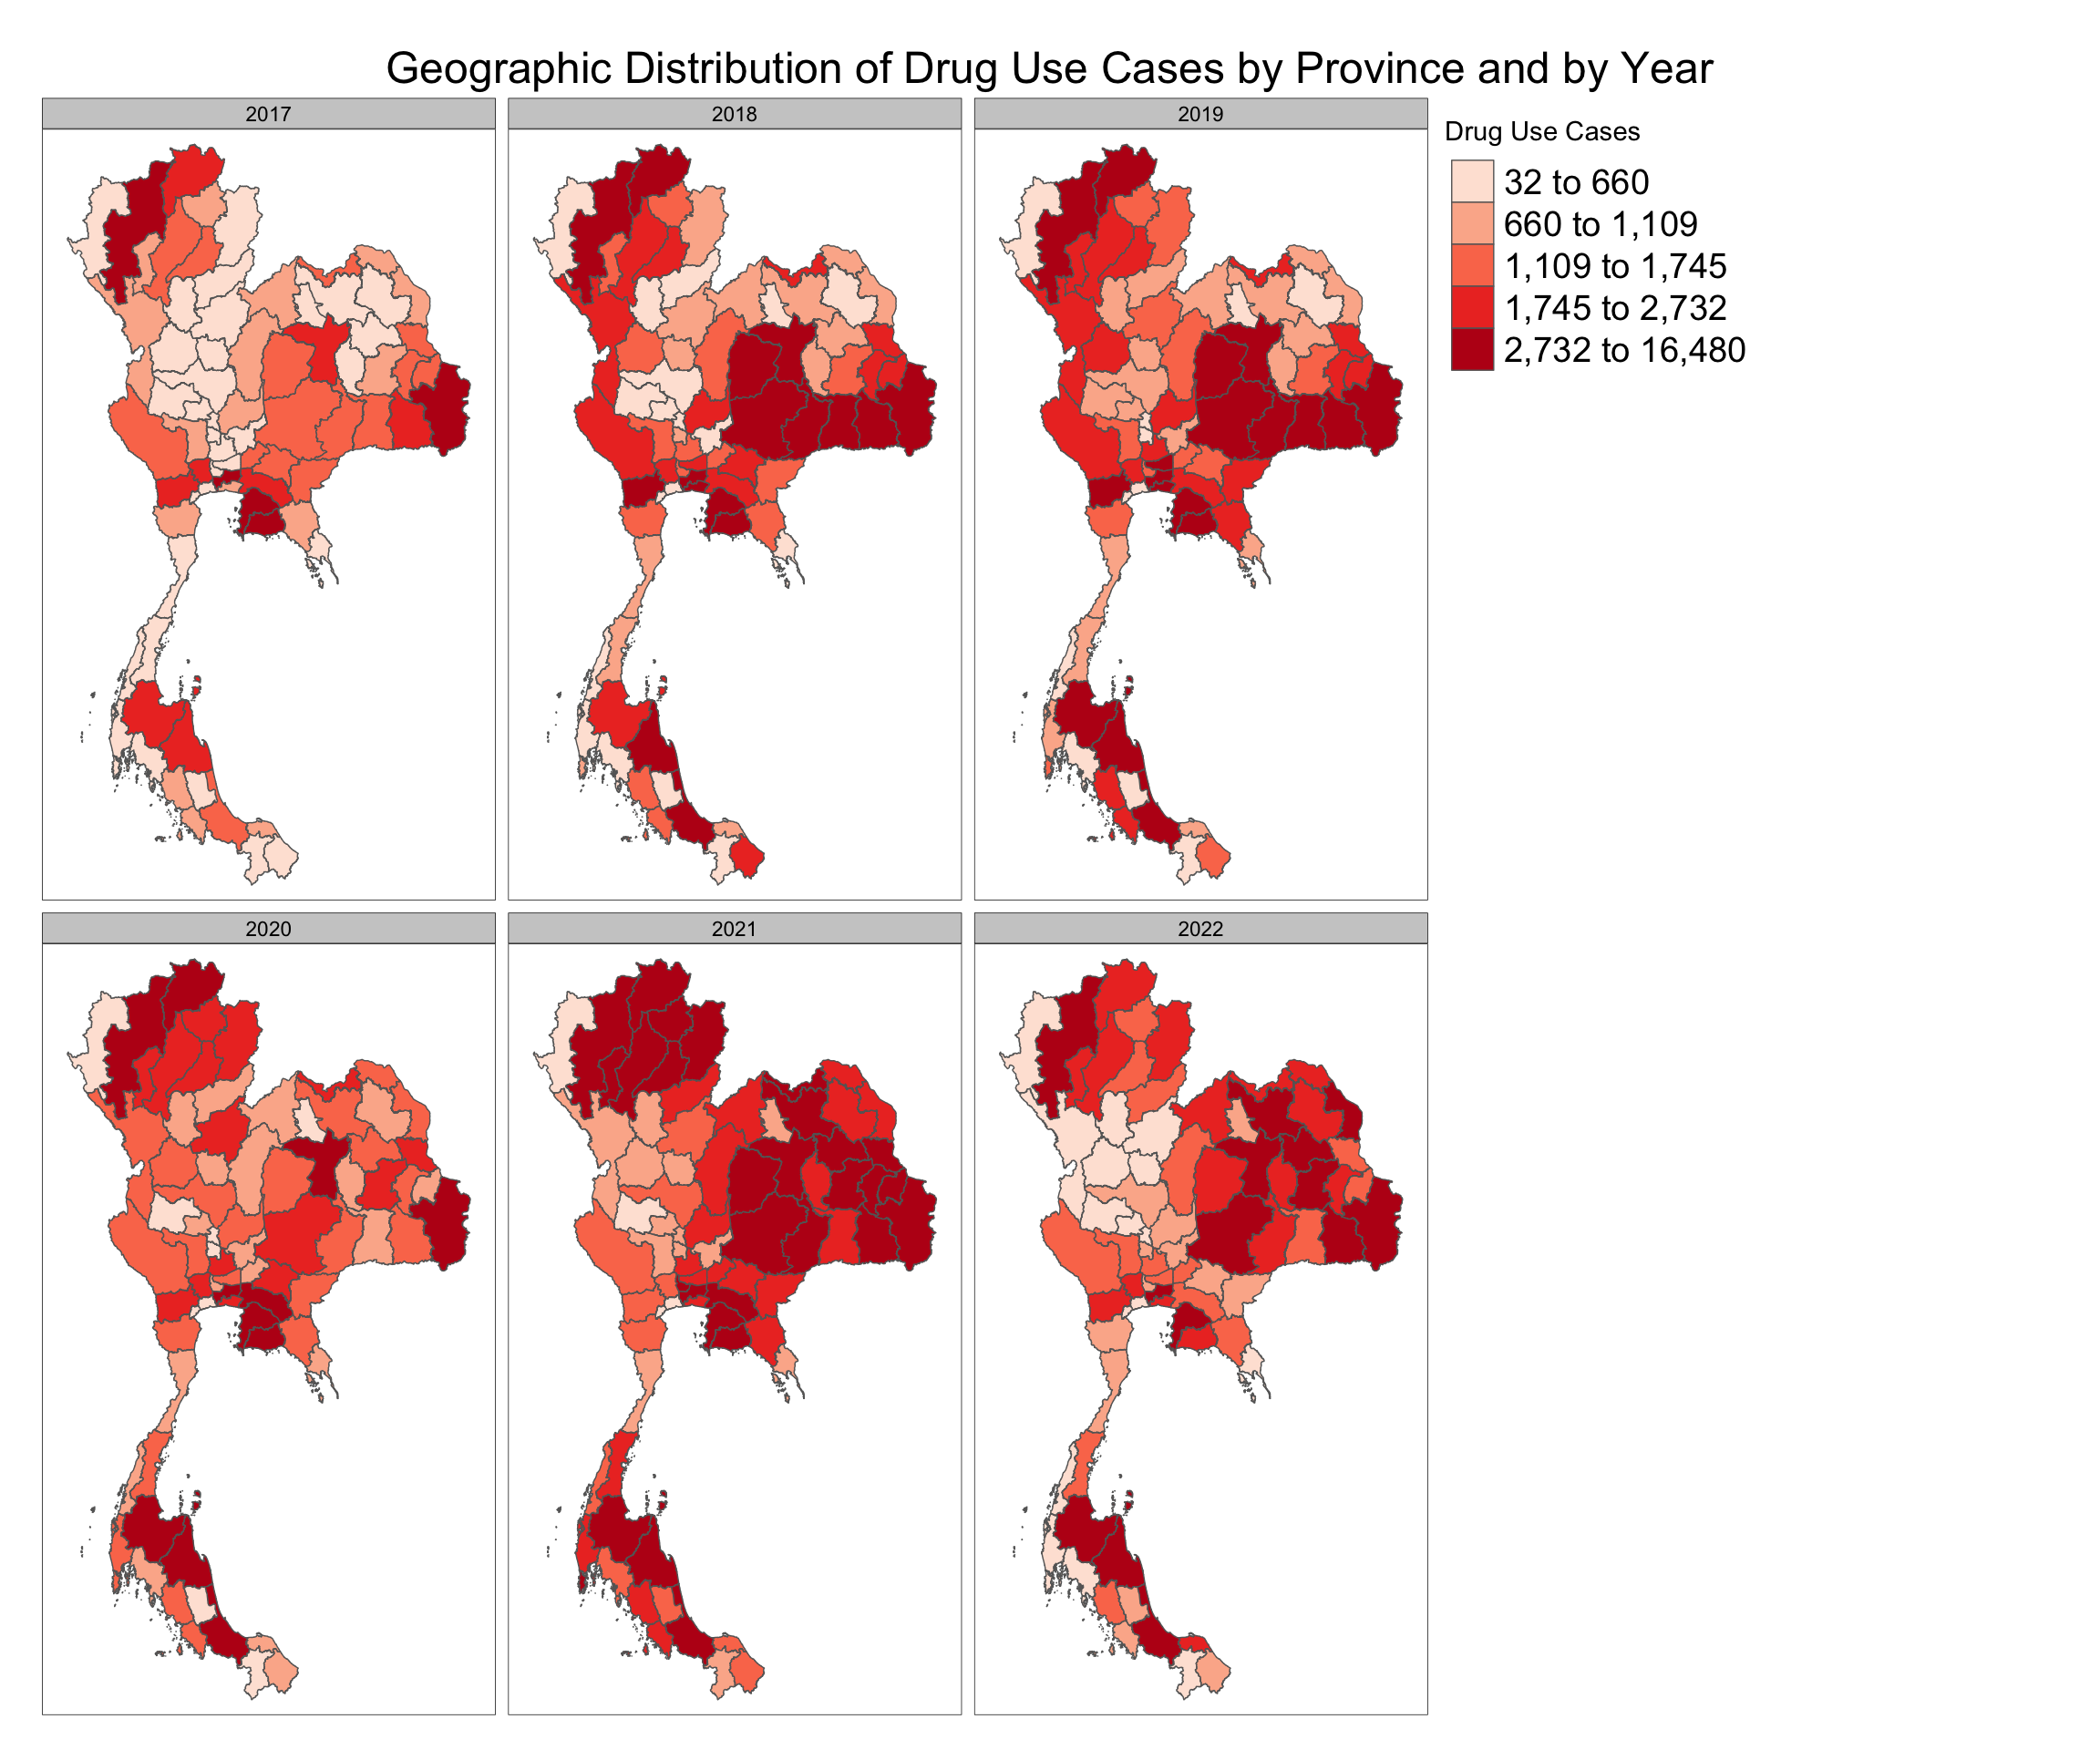 Geographic Distribution of Drug Use Cases by Province and by Year
2017
2018
2019
Drug Use Cases
32 to 660
660 to 1,109
1,109 to 1,745
1,745 to 2,732
2,732 to 16,480
2020
2021
2022